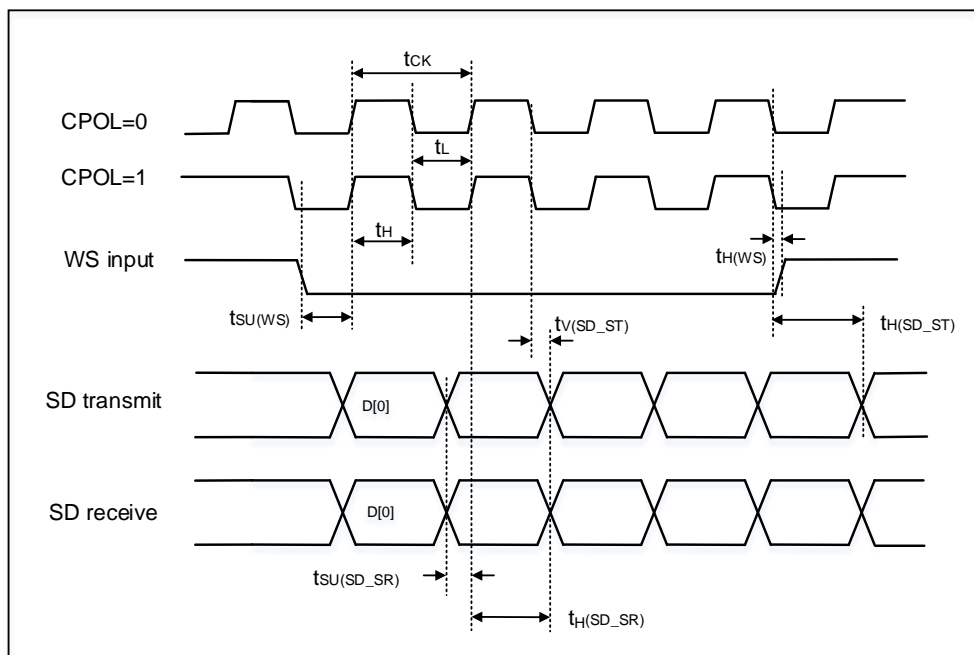 tCK
CPOL=0
tL
CPOL=1
tH
WS input
tH(WS)
tSU(WS)
tV(SD_ST)
tH(SD_ST)
SD transmit
D[0]
SD receive
D[0]
tSU(SD_SR)
tH(SD_SR)